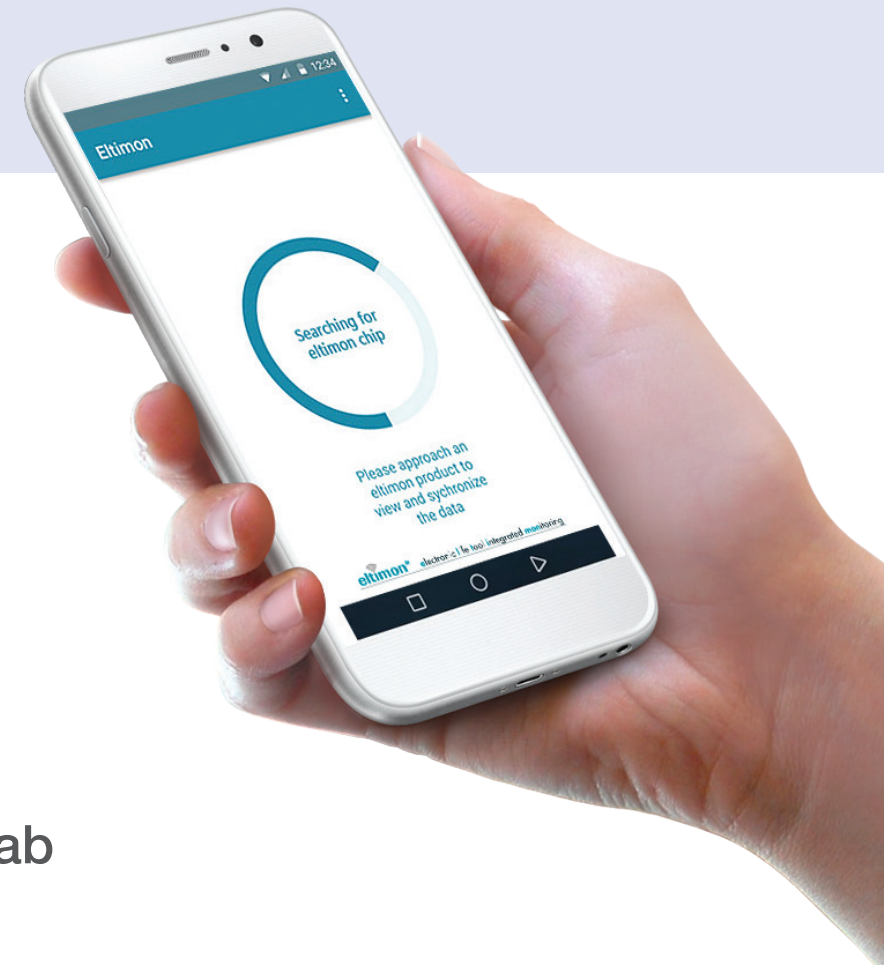 12:34
Eltimon
Searching for
eltimon chip
Please approach an
eltimon product to
view and sychronize
the data
eltimon® electronic life tool integrated monitoring
ab